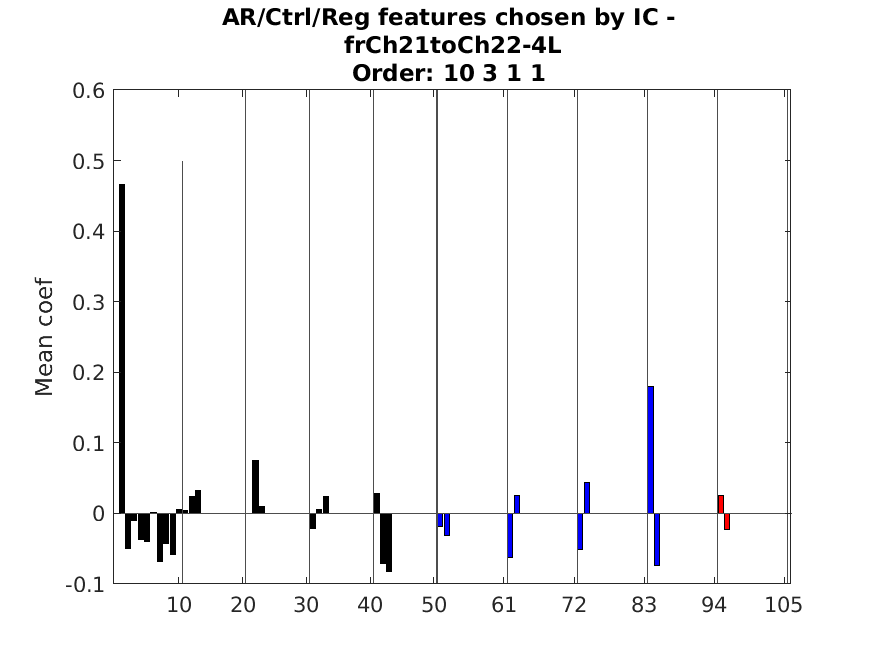 AR/Ctrl/Reg features chosen by IC -
frCh21toCh22-4L
Order: 10 3 1 1
0.6
0.5
0.4
0.3
0.2
0.1
0
-0.1
Mean coef
10 20 30 40 50 61 72 83 94 105